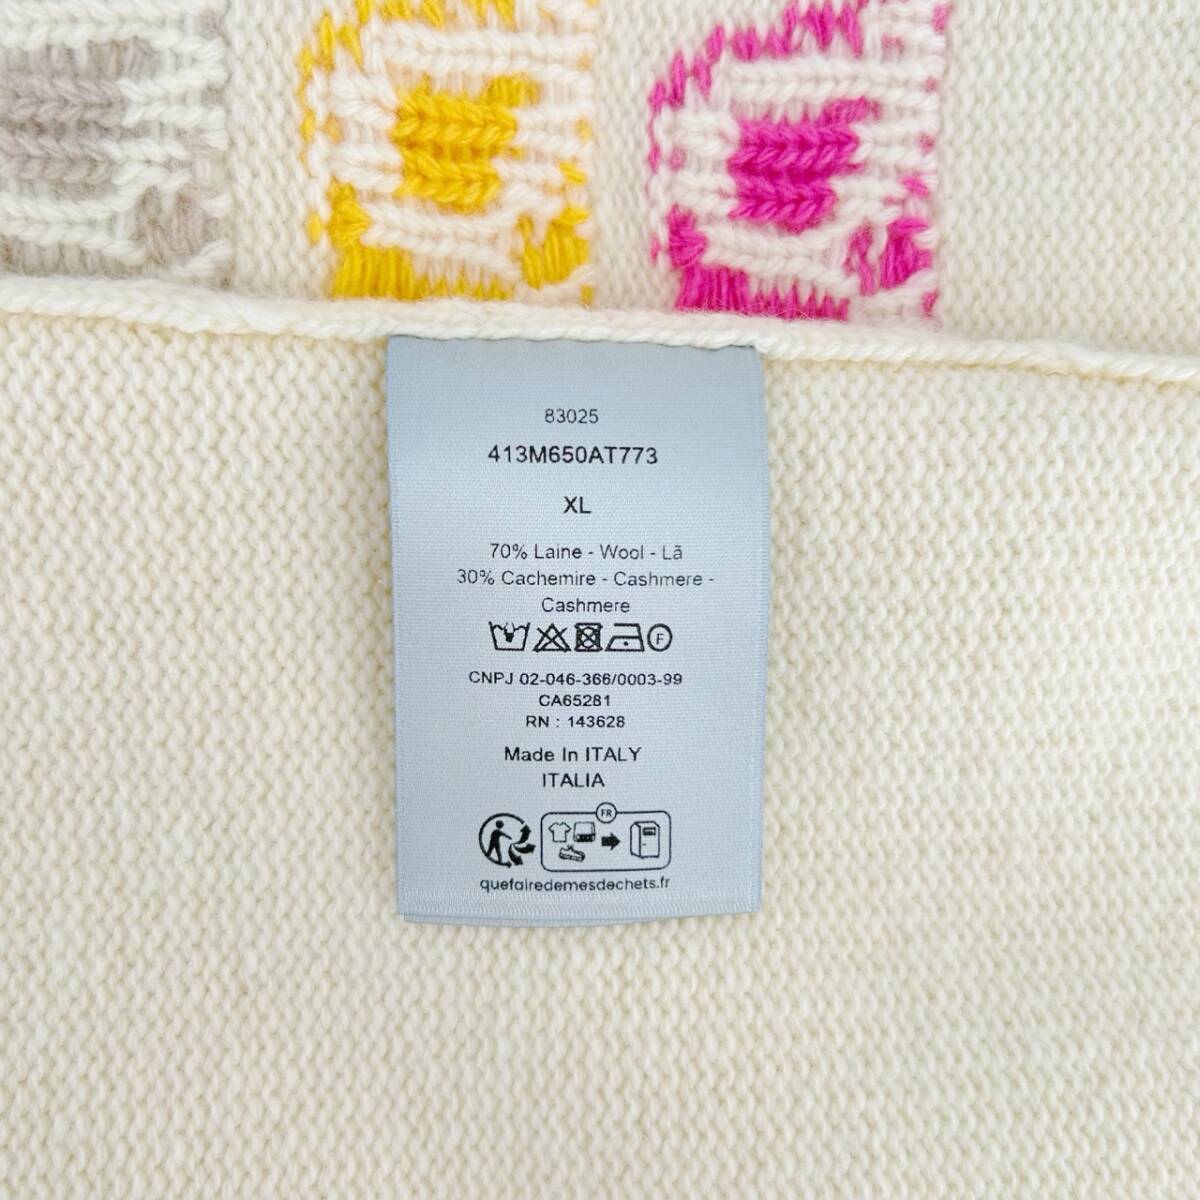 83025
413M650AT773
XL
70% Laine - Wool - Lã
30% Cachemire - Cashmere -
Cashmere
F
CNPJ 02-046-366/0003-99
CA65281
RN : 143628
Made In ITALY
ITALIA
FR
quefairedemesdechets.fr